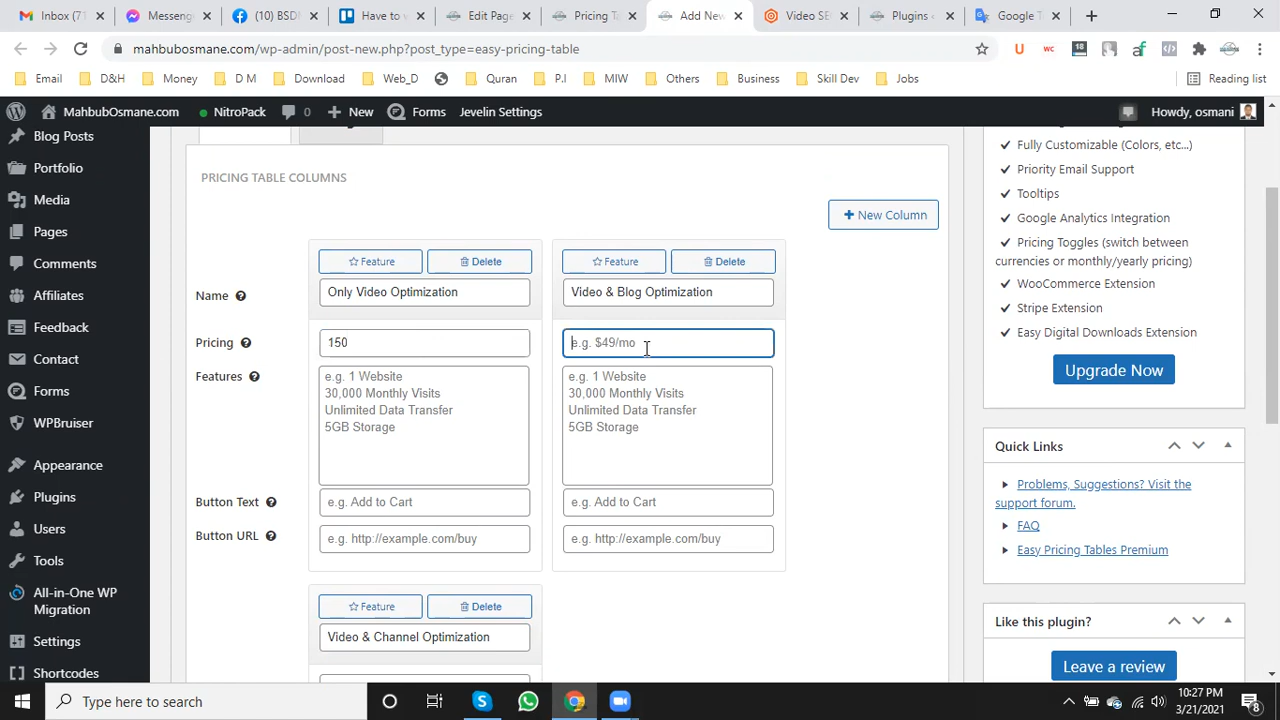 Inbox (71
Messeng
(10) BSDM
Have to
Edit Page
Pricing T
Add New
Video SE
Plugins
Google T
mahbubosmane.com/wp-admin/post-new.php?post_type=easy-pricing-table
Email
D&H
Money
D M
Download
Web_D
Quran
P.I
MIW
Others
Business
Skill Dev
Jobs
Reading list
MahbubOsmane.com
NitroPack
0
New
Forms
Jevelin Settings
Howdy, osmani
Blog Posts
Portfolio
Media
Pages
Comments
Affiliates
Feedback
Contact
Forms
WPBruiser
Appearance
Plugins
Users
Tools
All-in-One WP
Migration
Settings
Shortcodes
PRICING TABLE COLUMNS
New Column
Feature
Delete
Feature
Delete
Name
Only Video Optimization
Video & Blog Optimization
Pricing
150
e.g. $49/mo
Features
e.g. 1 Website
30,000 Monthly Visits
Unlimited Data Transfer
5GB Storage
e.g. 1 Website
30,000 Monthly Visits
Unlimited Data Transfer
5GB Storage
Button Text
e.g. Add to Cart
e.g. Add to Cart
Button URL
e.g. http://example.com/buy
e.g. http://example.com/buy
Feature
Delete
Video & Channel Optimization
Fully Customizable (Colors, etc...)
Priority Email Support
Tooltips
Google Analytics Integration
Pricing Toggles (switch between
currencies or monthly/yearly pricing)
WooCommerce Extension
Stripe Extension
Easy Digital Downloads Extension
Upgrade Now
Quick Links
Problems, Suggestions? Visit the
support forum.
FAQ
Easy Pricing Tables Premium
Like this plugin?
Leave a review
Type here to search
10:27 PM
3/21/2021
8